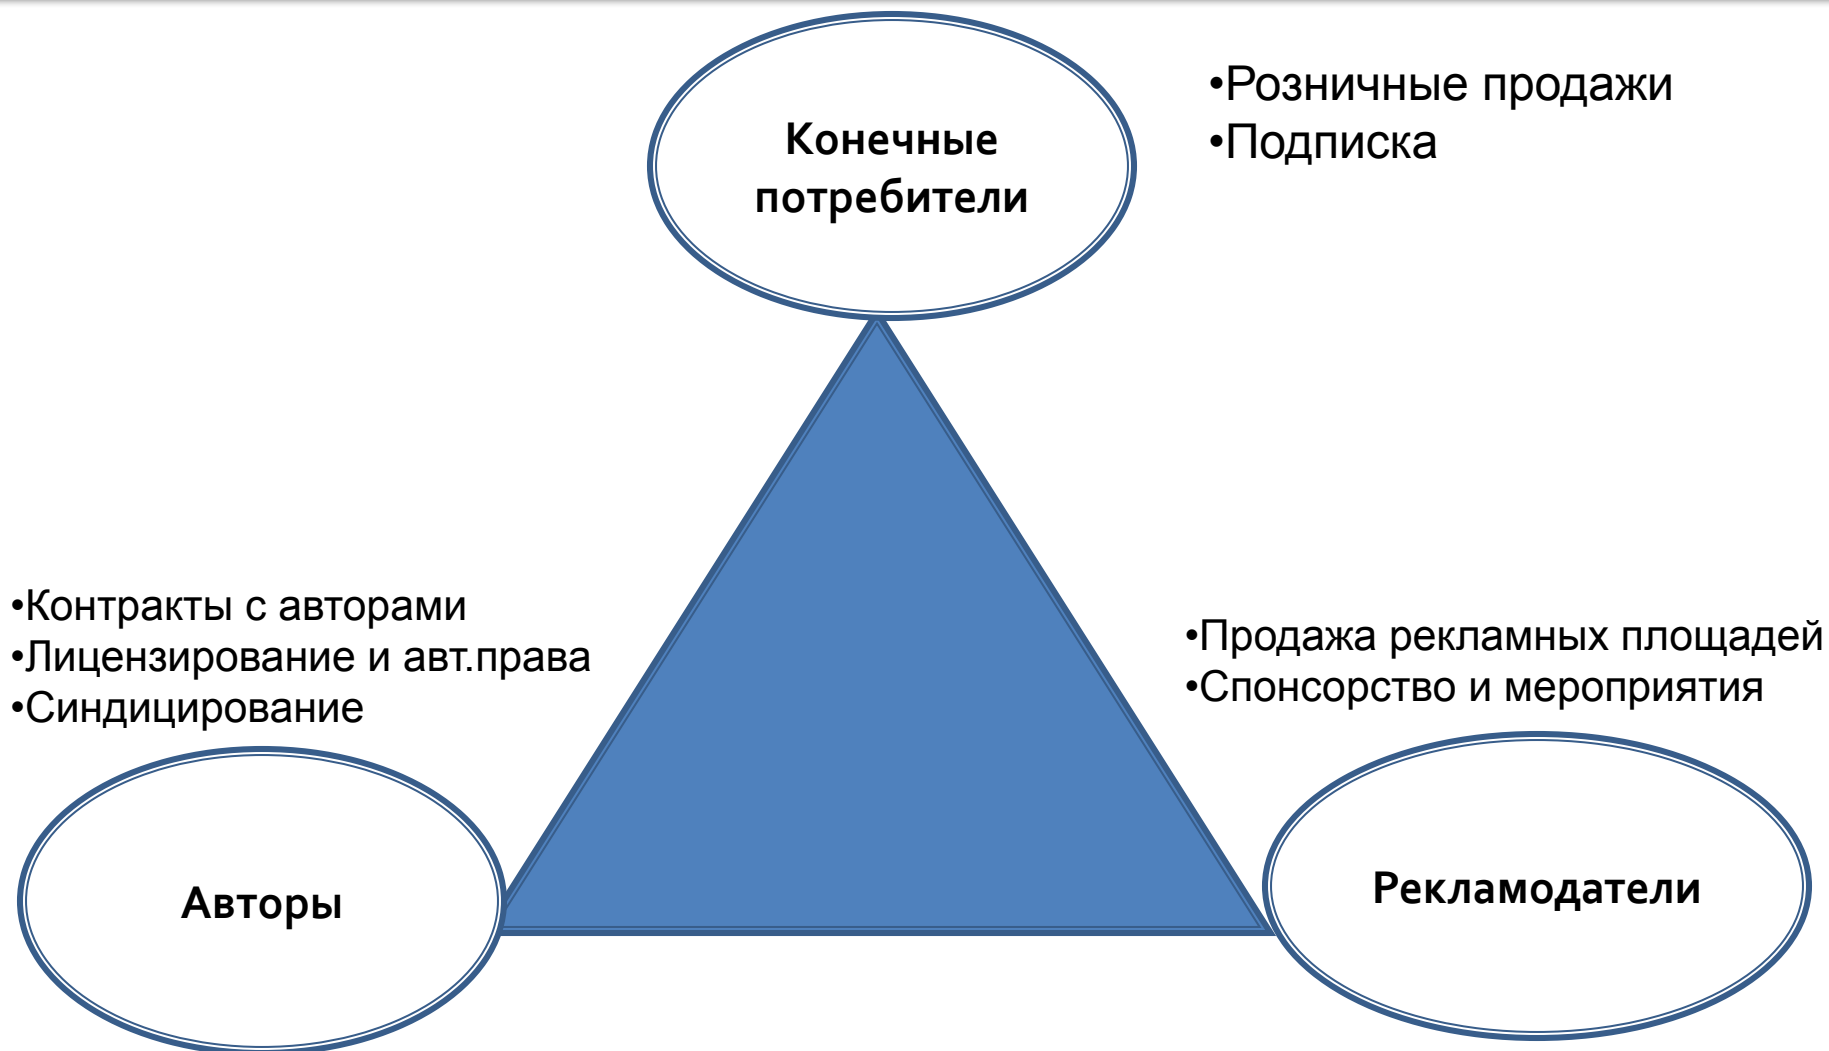 Конечные
потребители
•Розничные продажи
•Подписка
•Контракты с авторами
•Лицензирование и авт.права
•Синдицирование
•Продажа рекламных площадей
•Спонсорство и мероприятия
Авторы
Рекламодатели